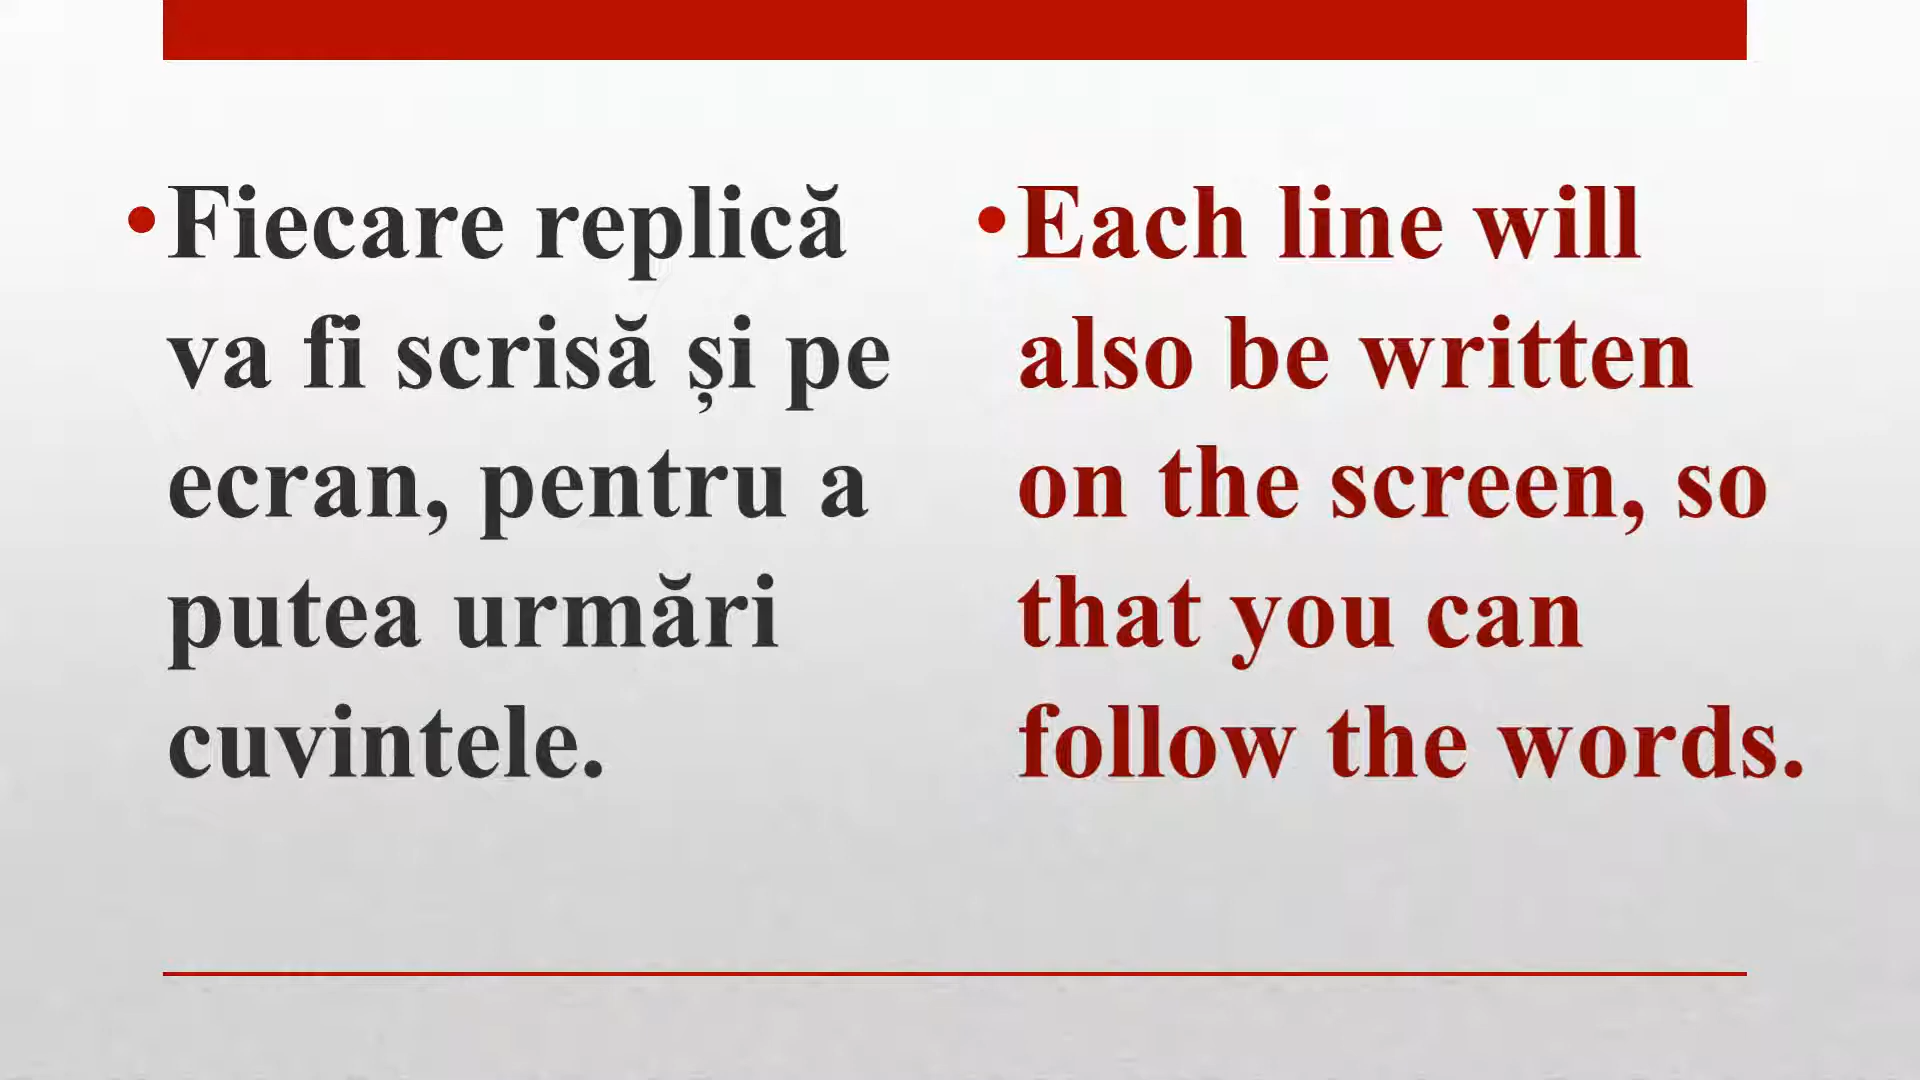 •Fiecare replică
va fi scrisă și pe
ecran, pentru a
putea urmări
cuvintele.
•Each line will
also be written
on the screen, so
that you can
follow the words.